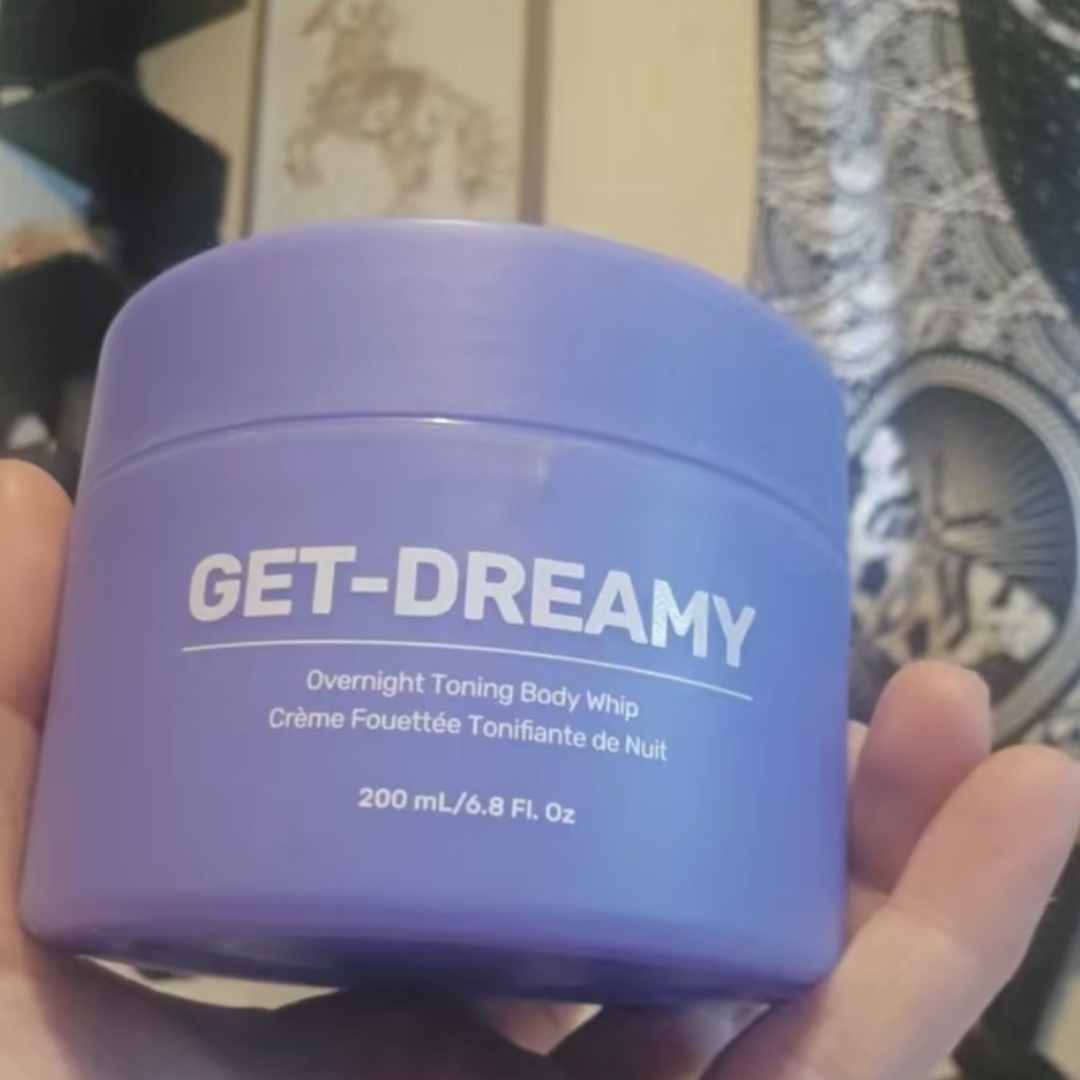 GET-DREAMY
Overnight Toning Body Whip
Crème Fouettée Tonifiante de Nuit
200 mL/6.8 Fl. Oz